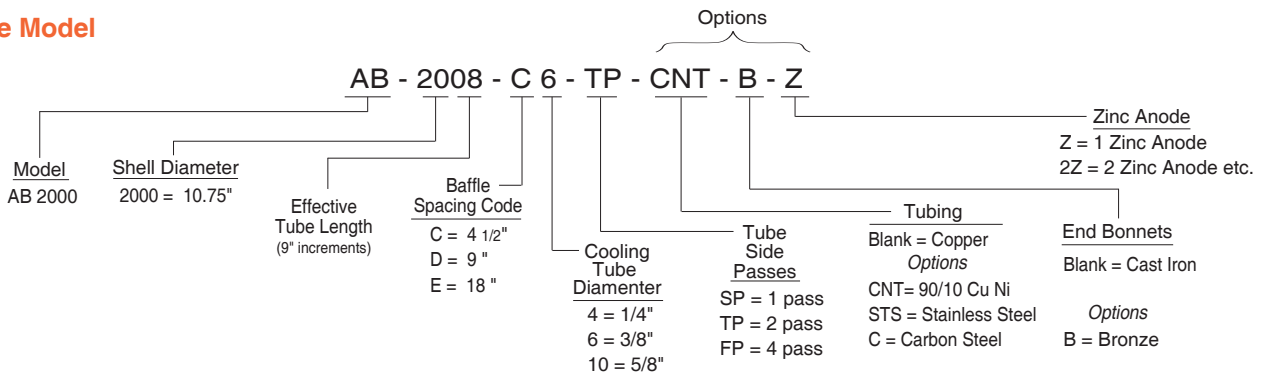 Options
e Model
AB - 2008 - C 6 - TP - CNT - B - Z
Model
AB 2000
Shell Diameter
2000 = 10.75"
Effective
Tube Length
(9" increments)
Baffle
Spacing Code
C = 4 1/2"
D = 9 "
E = 18 "
Cooling
Tube
Diamenter
4 = 1/4"
6 = 3/8"
10 = 5/8"
Tube
Side
Passes
SP = 1 pass
TP = 2 pass
FP = 4 pass
Tubing
Blank = Copper
Options
CNT= 90/10 Cu Ni
STS = Stainless Steel
C = Carbon Steel
End Bonnets
Blank = Cast Iron
Options
B = Bronze
Zinc Anode
Z = 1 Zinc Anode
2Z = 2 Zinc Anode etc.